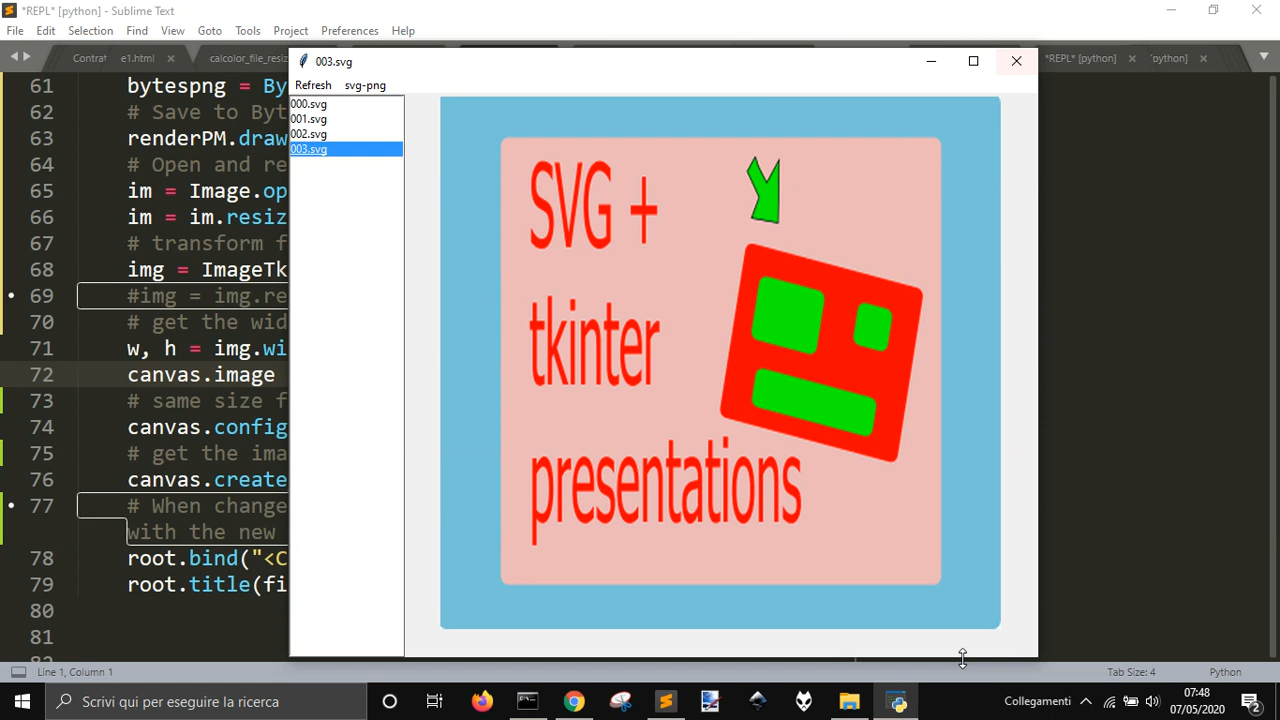 *REPL* [python] - Sublime Text
File Edit Selection Find View Goto Tools Project Preferences Help
Contrat e1.html calcolor_file_resiz *REPL* [python] 'python]
003.svg
Refresh svg-png
000.svg
001.svg
002.svg
003.svg
SVG +
tkinter
presentations
61 bytespng = By
62 # Save to Byt
63 renderPM.draw
64 # Open and re
65 im = Image.op
66 im = im.resiz
67 # transform f
68 img = ImageTk
69 #img = img.re
70 # get the wid
71 w, h = img.wi
72 canvas.image
73 # same size f
74 canvas.config
75 # get the ima
76 canvas.create
77 # When change
with the new
78 root.bind("<C
79 root.title(fi
80
81
Line 1, Column 1 Tab Size: 4 Python
Scrivi qui per eseguire la ricerca
Collegamenti
07:48
07/05/2020
2